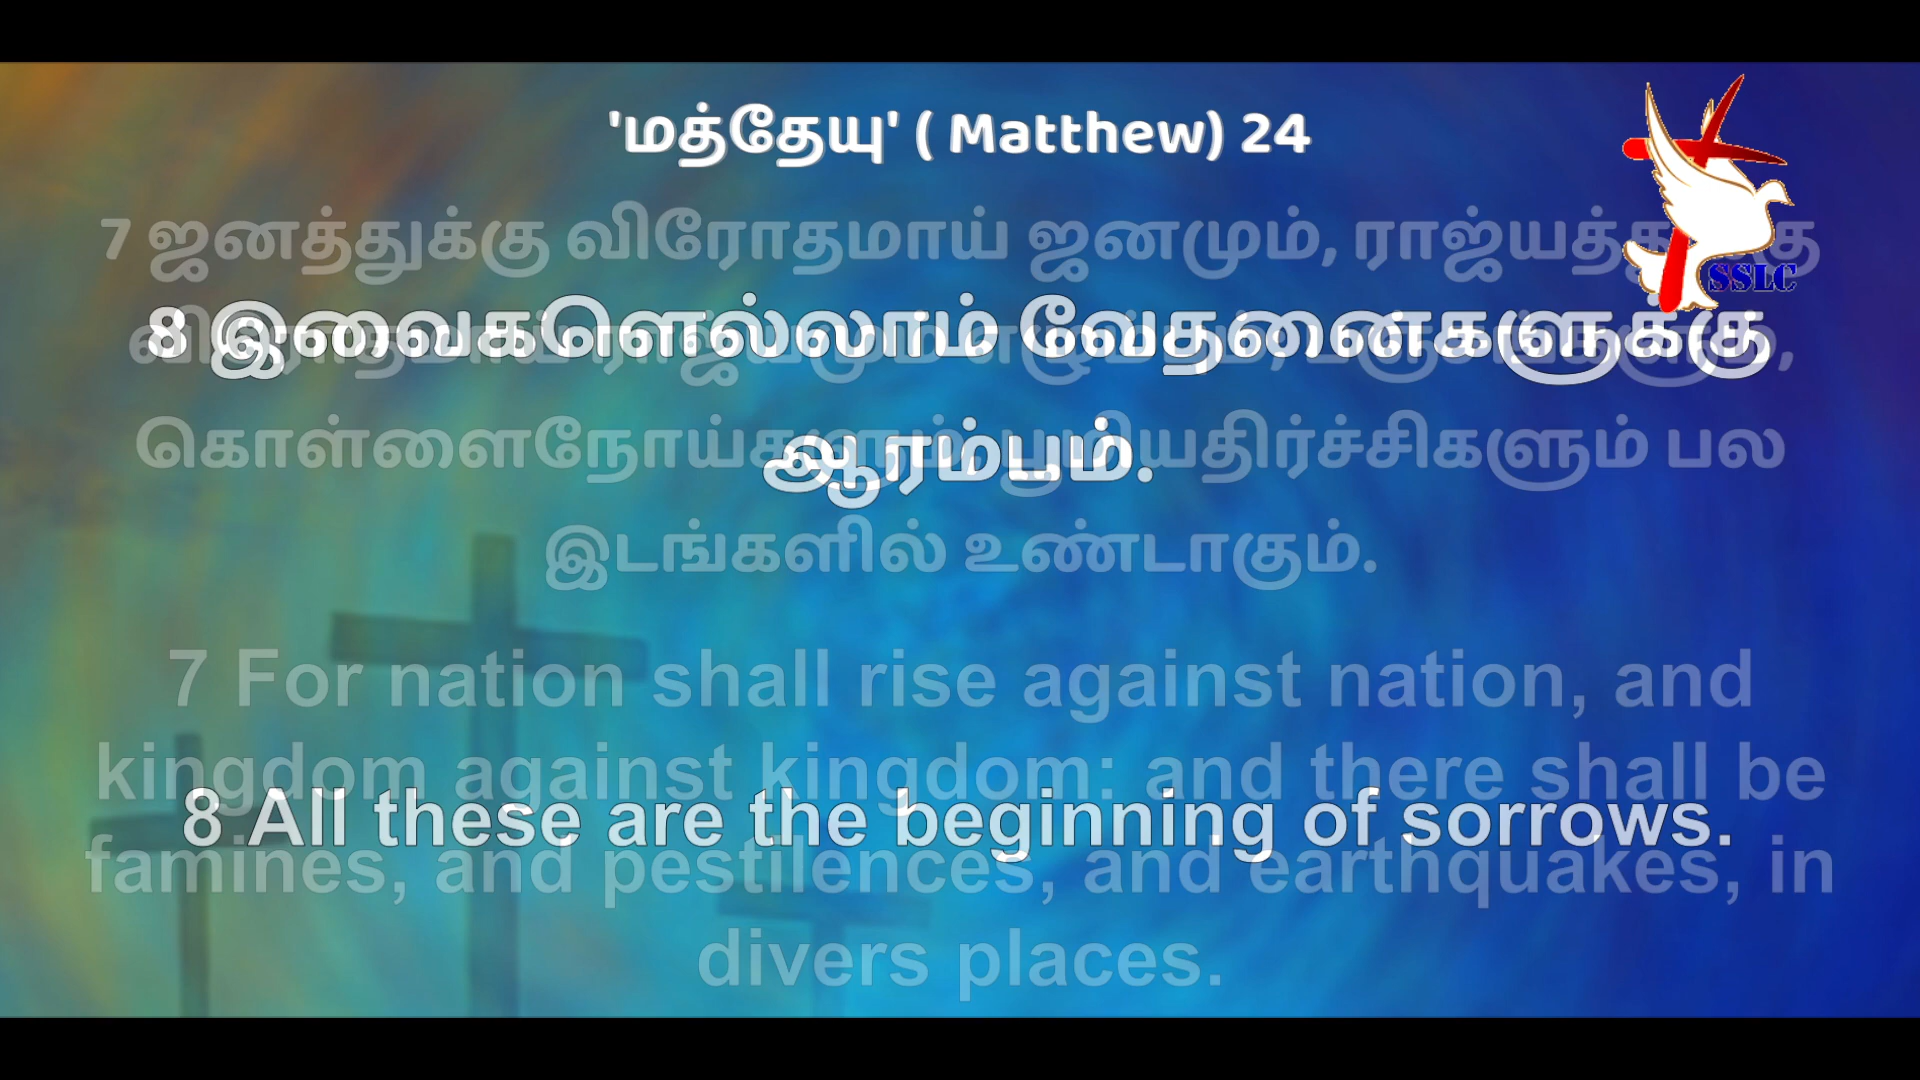 'மத்தேயு' ( Matthew) 24
7 ஜனத்துக்கு விரோதமாய் ஜனமும், ராஜ்யத்துக்கு
SSLC
8 இவைகளெல்லாம் வேதனைகளுக்கு
ஆரம்பம்.
கொள்ளைநோய்களும், பூமியதிர்ச்சிகளும் பல
இடங்களில் உண்டாகும்.
7 For nation shall rise against nation, and
kingdom against kingdom: and there shall be
8 All these are the beginning of sorrows.
famines, and pestilences, and earthquakes, in
divers places.